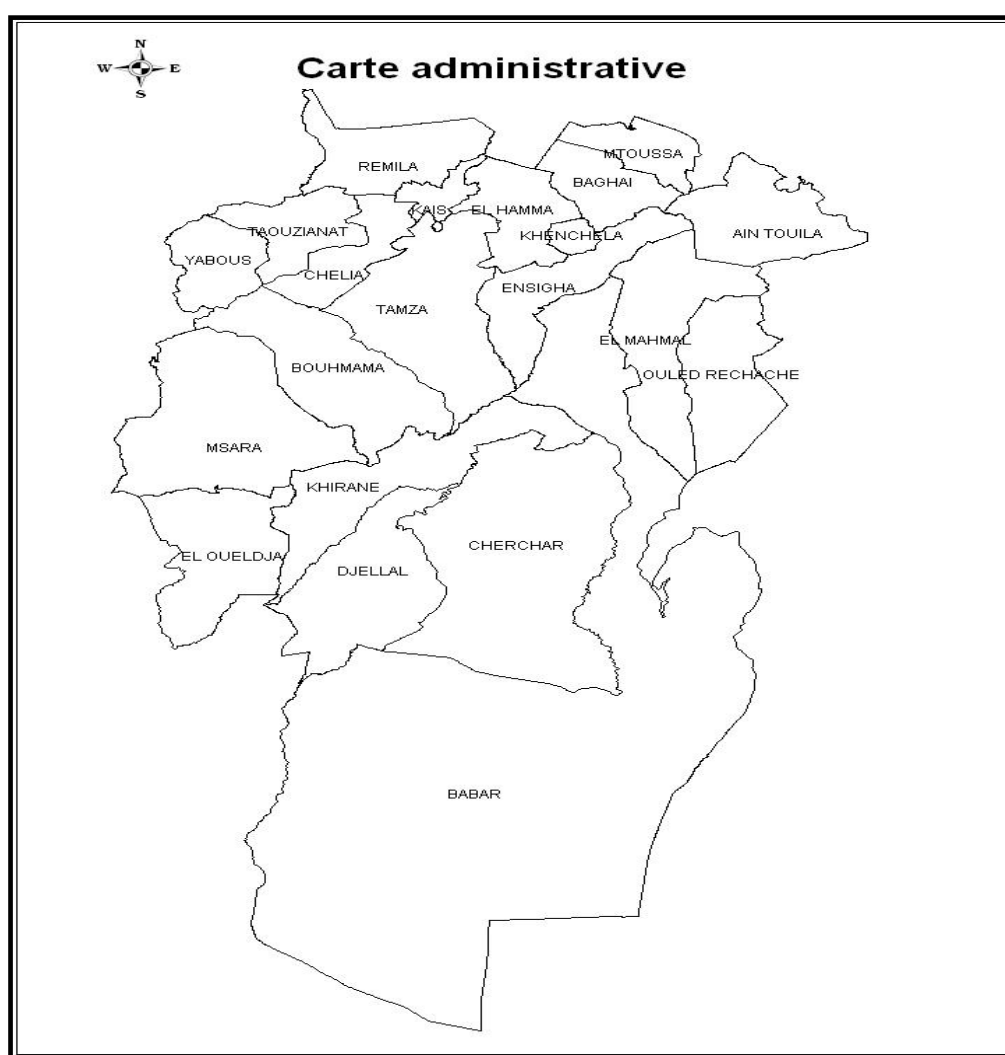 N
W E
S
Carte administrative
MTOUSSA
REMILA
BAGHAI
KAIS
EL HAMMA
TAOUZIANAT
KHENCHELA
AIN TOUILA
YABOUS
CHELIA
ENSIGHA
TAMZA
EL MAHMAL
BOUHMAMA
OULED RECHACHE
MSARA
KHIRANE
CHERCHAR
EL OUELDJA
DJELLAL
BABAR